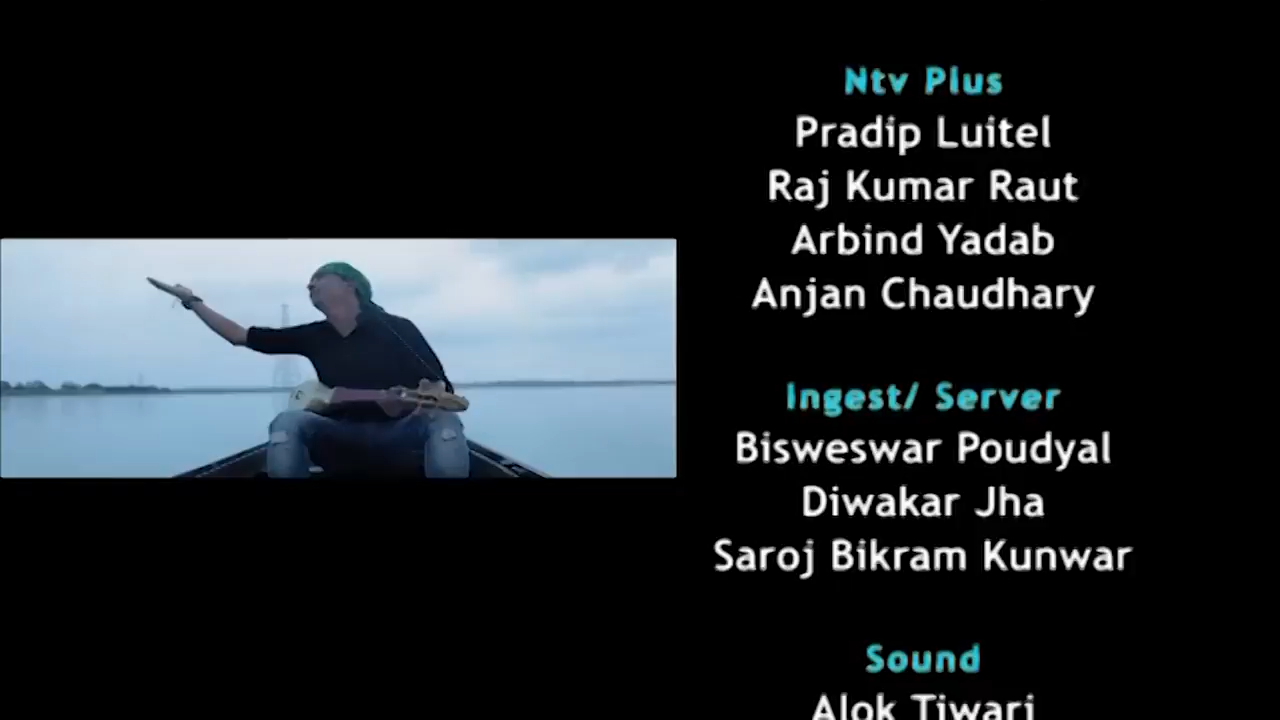 Ntv Plus
Pradip Luitel
Raj Kumar Raut
Arbind Yadab
Anjan Chaudhary
Ingest/ Server
Bisweswar Poudyal
Diwakar Jha
Saroj Bikram Kunwar
Sound
Alok Tiwari